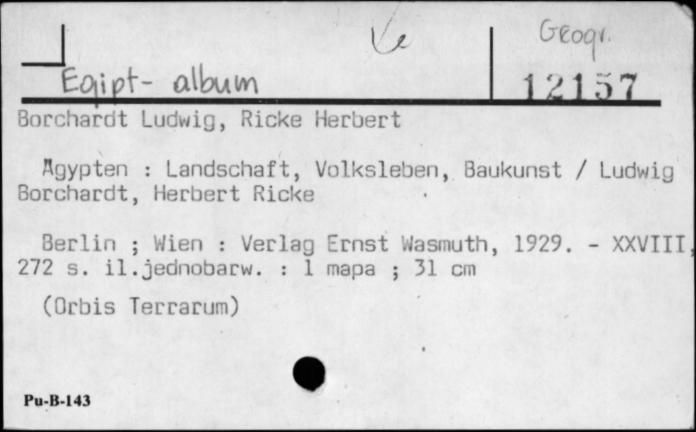 Geogr.
Egipt- album
12157
Borchardt Ludwig, Ricke Herbert
Ägypten : Landschaft, Volksleben, Baukunst / Ludwig
Borchardt, Herbert Ricke
Berlin ; Wien : Verlag Ernst Wasmuth, 1929. - XXVIII,
272 s. il.jednobarw. : 1 mapa ; 31 cm
(Orbis Terrarum)
Pu-B-143